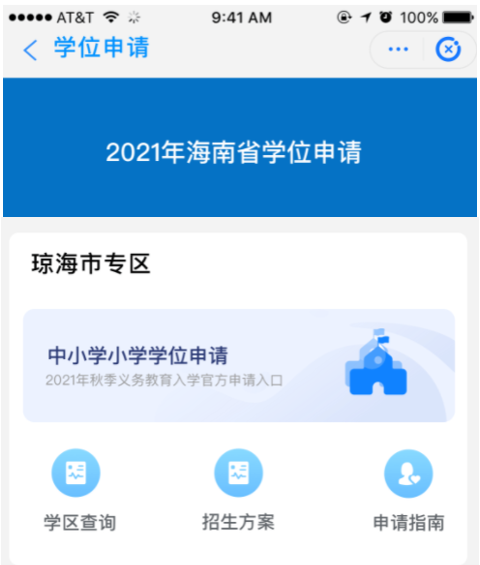 AT&T 9:41 AM 100%
学位申请
2021年海南省学位申请
琼海市专区
中小学小学学位申请
2021年秋季义务教育入学官方申请入口
学区查询 招生方案 申请指南